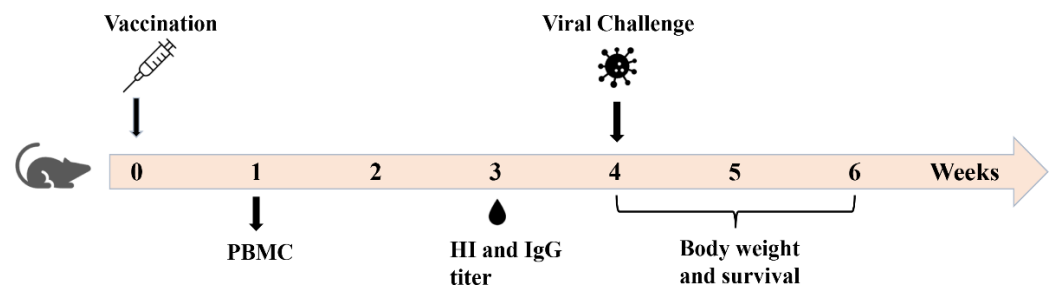 Vaccination
Viral Challenge
0 1 2 3 4 5 6 Weeks
PBMC
HI and IgG
titer
Body weight
and survival